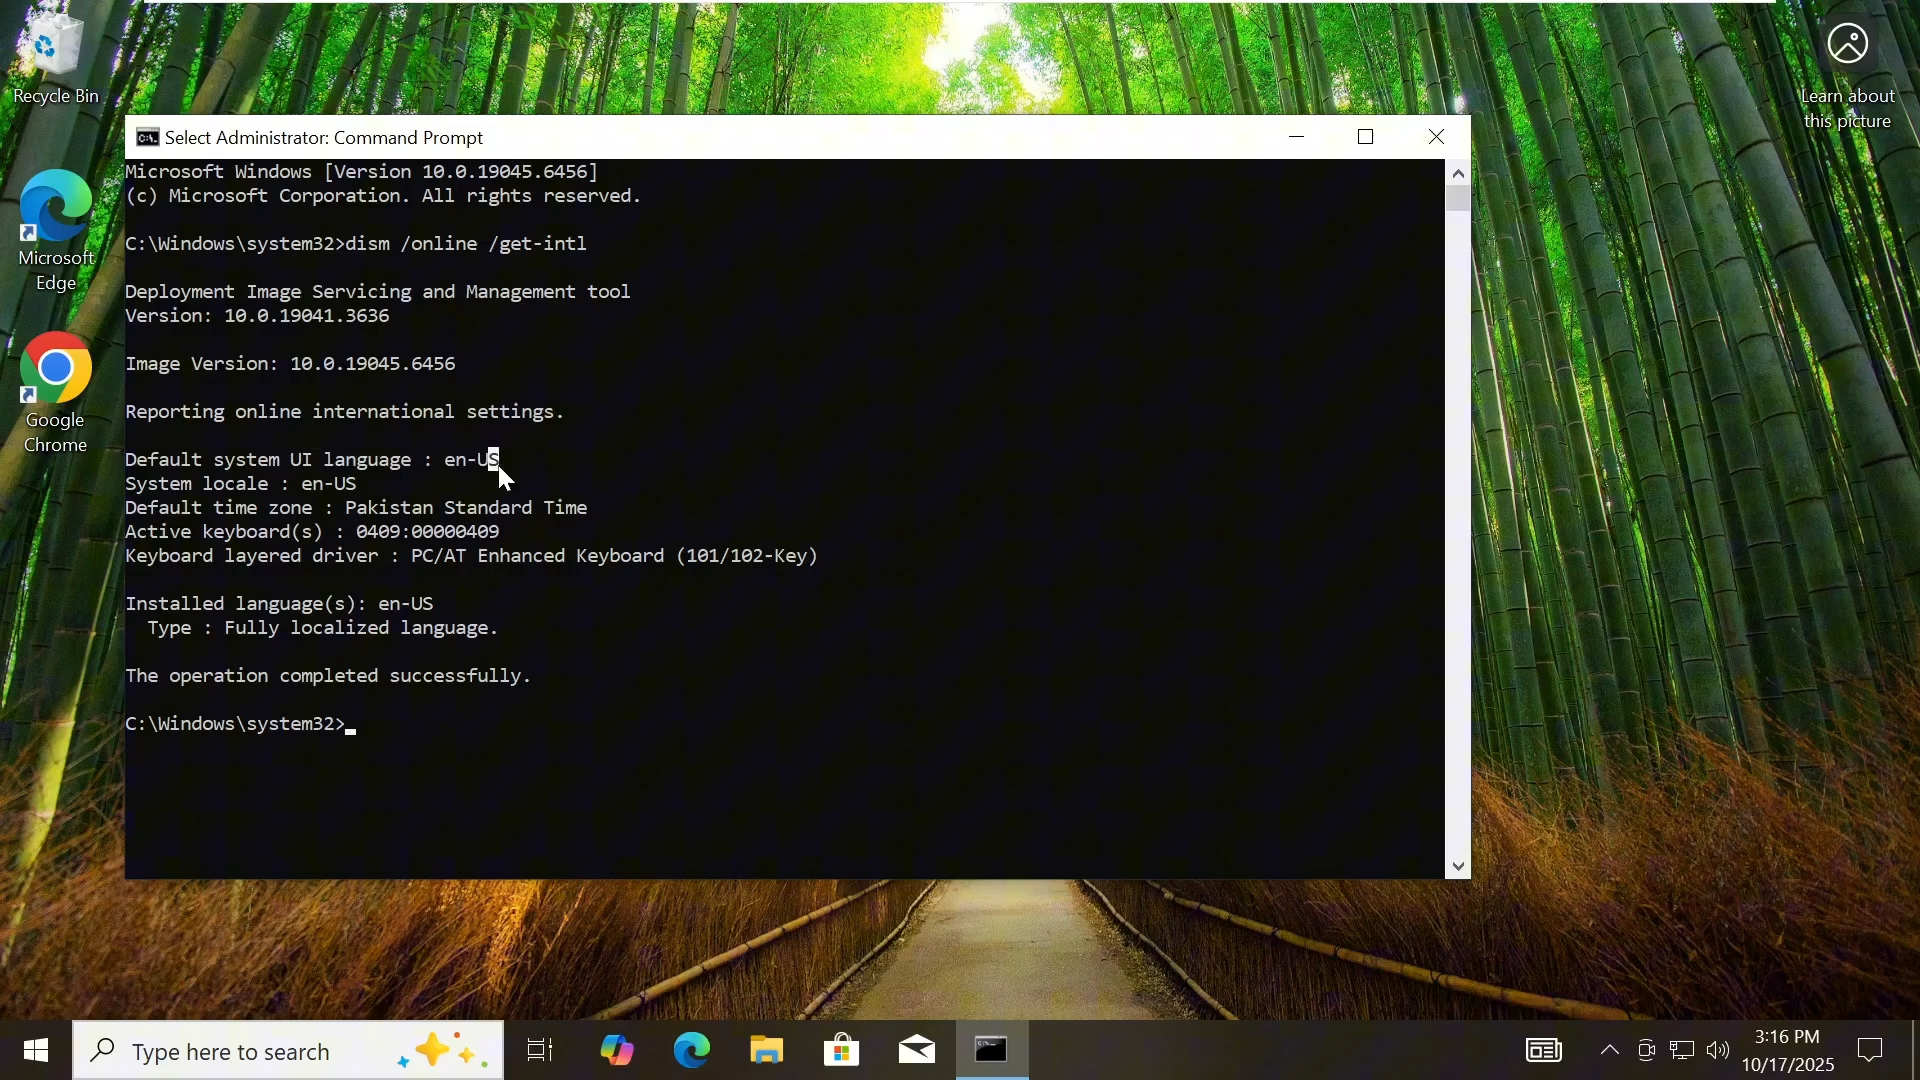 Recycle Bin
Learn about
this picture
Microsoft
Edge
Google
Chrome
Select Administrator: Command Prompt
Microsoft Windows [Version 10.0.19045.6456]
(c) Microsoft Corporation. All rights reserved.
C:\Windows\system32>dism /online /get-intl
Deployment Image Servicing and Management tool
Version: 10.0.19041.3636
Image Version: 10.0.19045.6456
Reporting online international settings.
Default system UI language : en-US
System locale : en-US
Default time zone : Pakistan Standard Time
Active keyboard(s) : 0409:00000409
Keyboard layered driver : PC/AT Enhanced Keyboard (101/102-Key)
Installed language(s): en-US
Type : Fully localized language.
The operation completed successfully.
C:\Windows\system32>
Type here to search
3:16 PM
10/17/2025